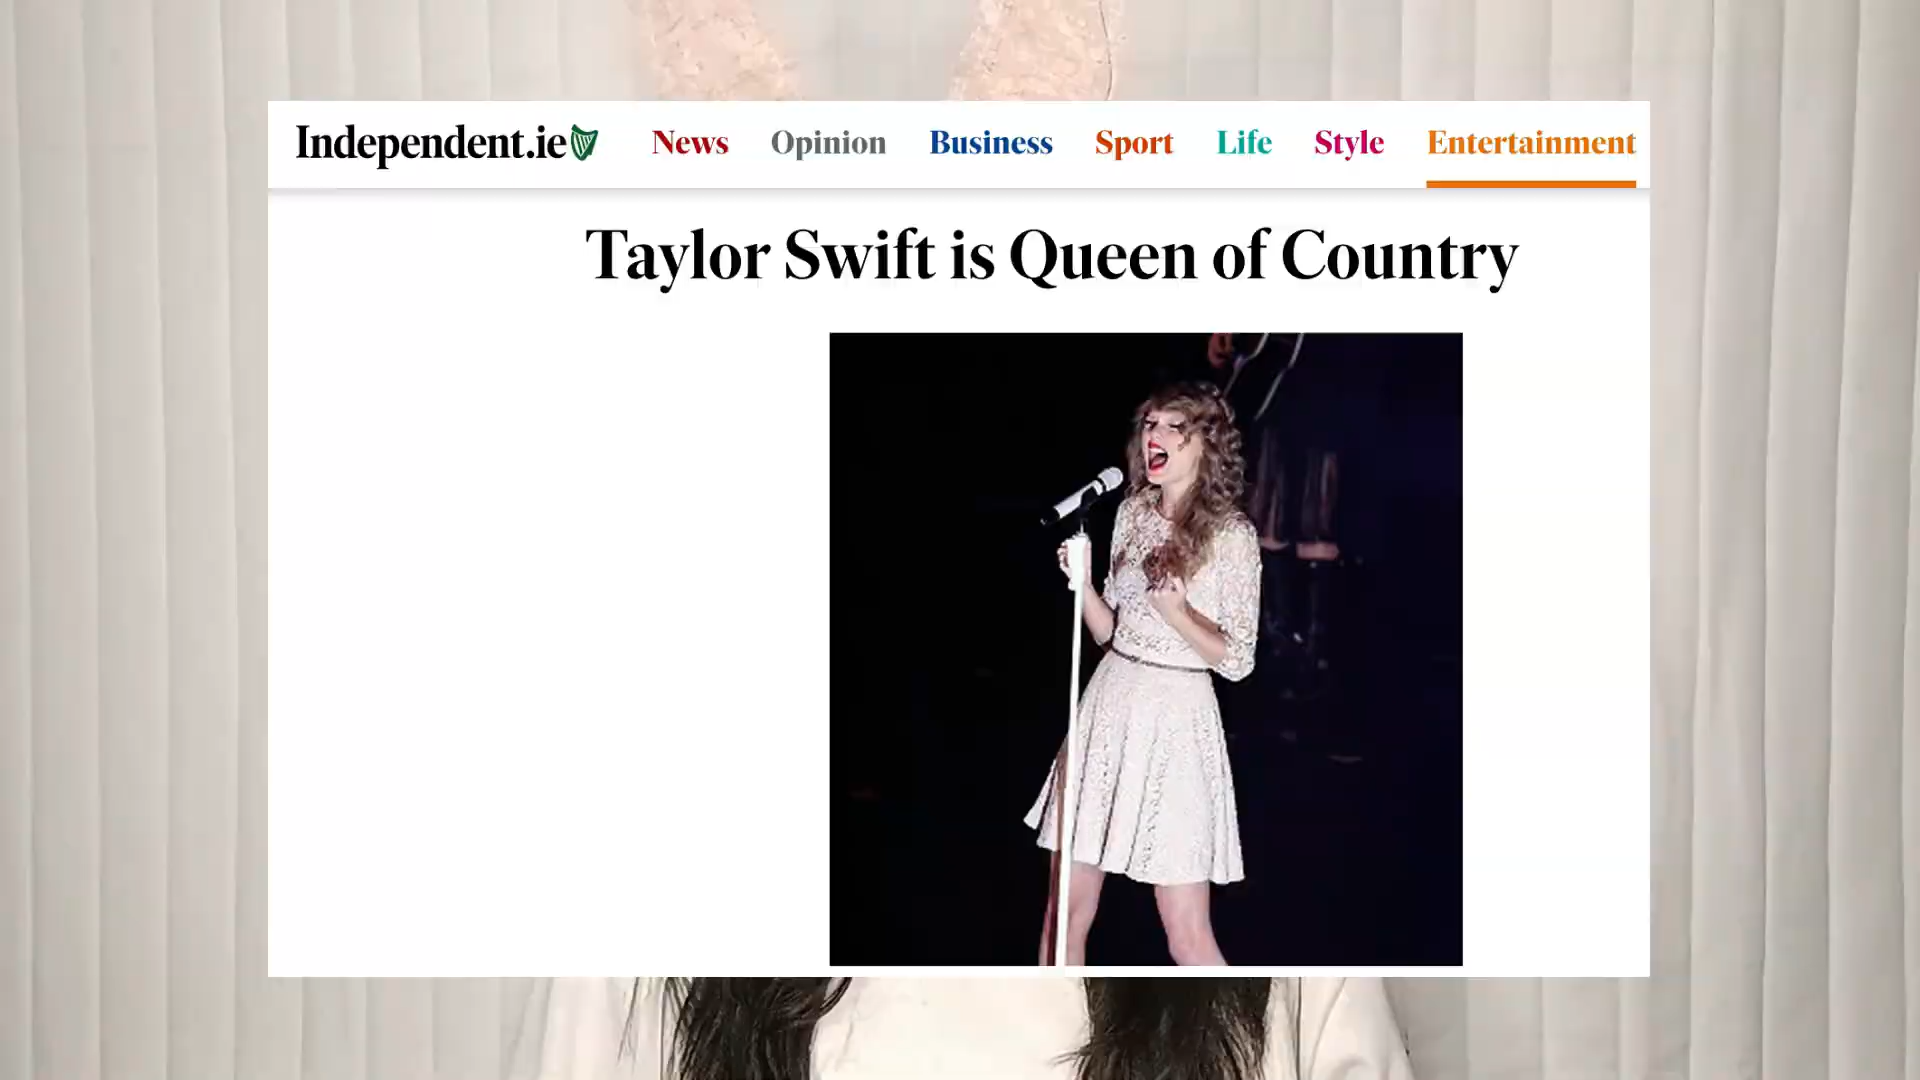 Independent.ie News Opinion Business Sport Life Style Entertainment
Taylor Swift is Queen of Country